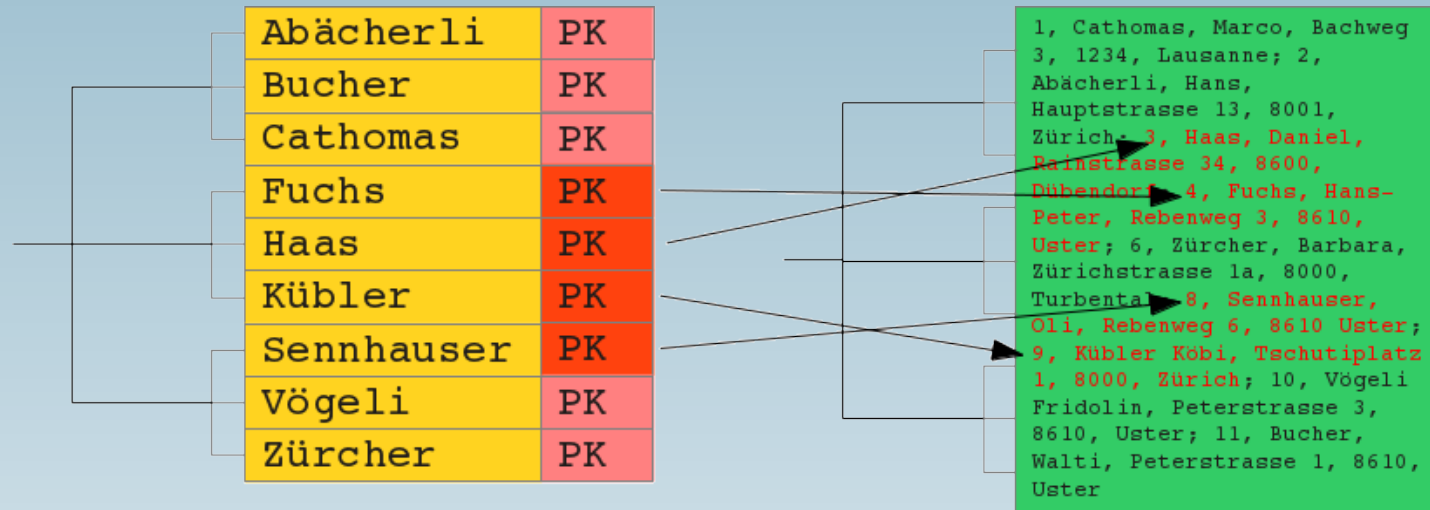 Abächerli PK
Bucher PK
Cathomas PK
Fuchs PK
Haas PK
Kübler PK
Sennhauser PK
Vögeli PK
Zürcher PK
1, Cathomas, Marco, Bachweg
3, 1234, Lausanne; 2,
Abächerli, Hans,
Hauptstrasse 13, 8001,
Zürich; 3, Haas, Daniel,
Rainstrasse 34, 8600,
Dübendorf; 4, Fuchs, Hans-
Peter, Rebenweg 3, 8610,
Uster; 6, Zürcher, Barbara,
Zürichstrasse 1a, 8000,
Turbental; 8, Sennhauser,
Oli, Rebenweg 6, 8610 Uster;
9, Kübler Köbi, Tschutiplatz
1, 8000, Zürich; 10, Vögeli
Fridolin, Peterstrasse 3,
8610, Uster; 11, Bucher,
Walti, Peterstrasse 1, 8610,
Uster